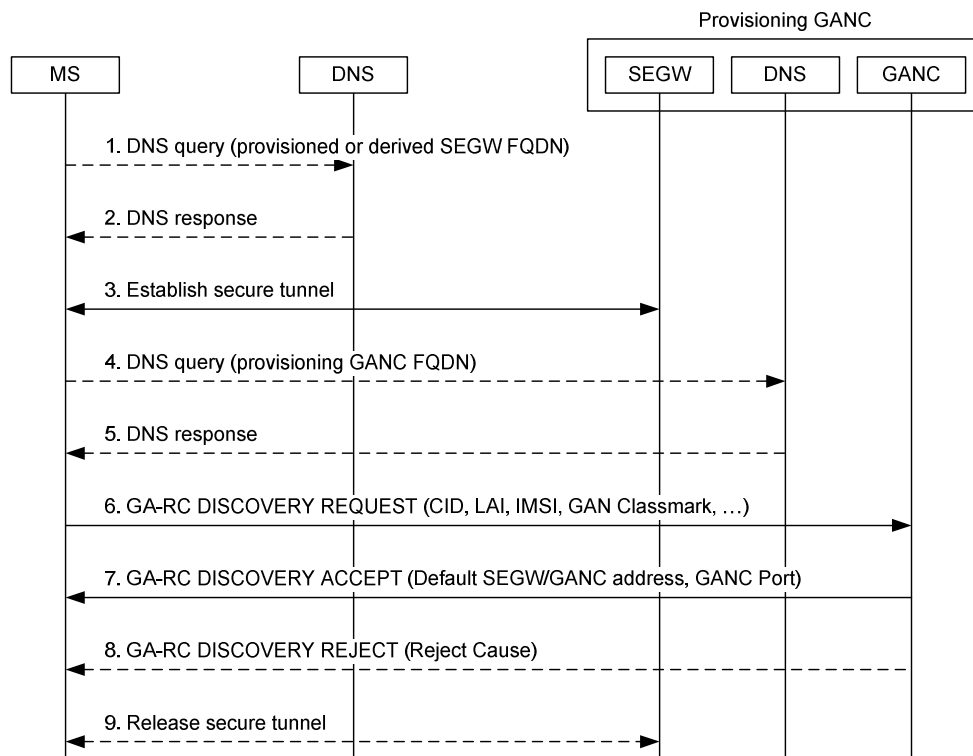 Provisioning GANC
MS
DNS
SEGW
DNS
GANC
1. DNS query (provisioned or derived SEGW FQDN)
2. DNS response
3. Establish secure tunnel
4. DNS query (provisioning GANC FQDN)
5. DNS response
6. GA-RC DISCOVERY REQUEST (CID, LAI, IMSI, GAN Classmark, …)
7. GA-RC DISCOVERY ACCEPT (Default SEGW/GANC address, GANC Port)
8. GA-RC DISCOVERY REJECT (Reject Cause)
9. Release secure tunnel